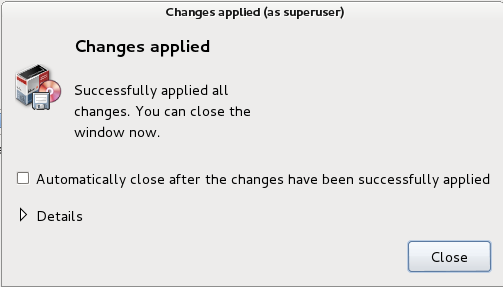 Changes applied (as superuser)
Changes applied
Successfully applied all
changes. You can close the
window now.
Automatically close after the changes have been successfully applied
Details
Close